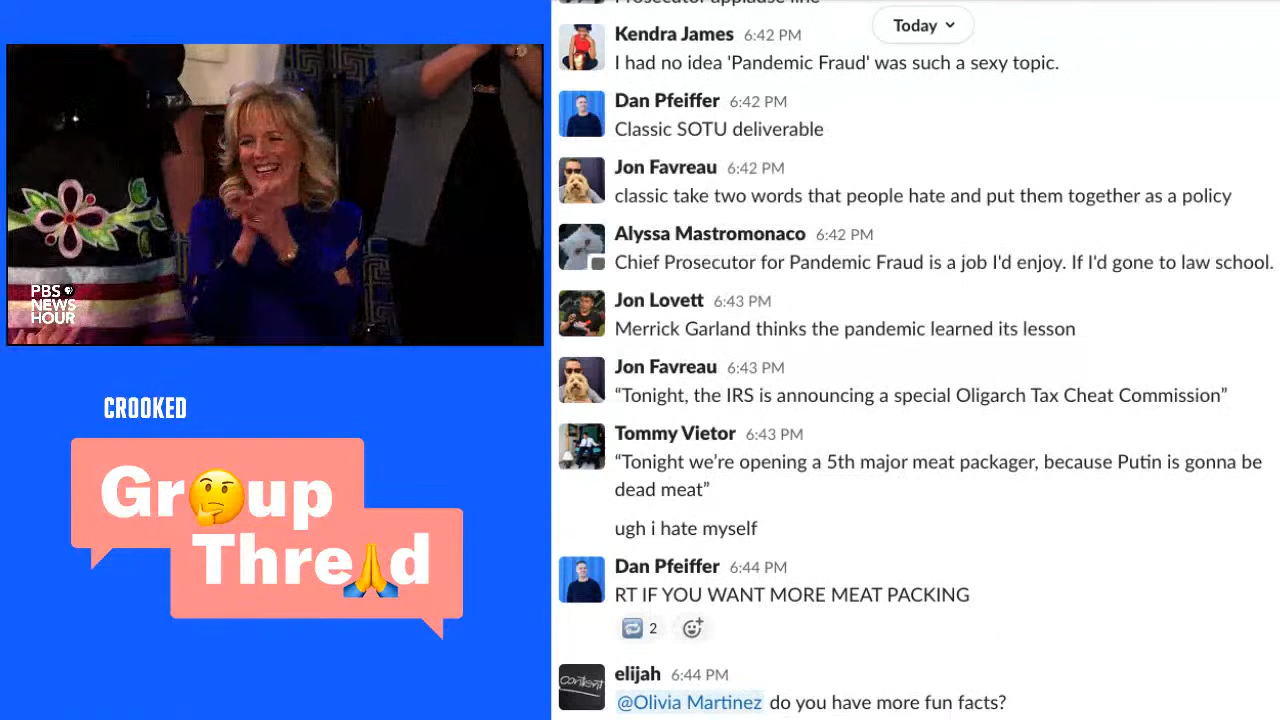 PBS
NEWS
HOUR
CROOKED
Gr🤔up
Thre🙏d
Prosecutor applause line
Today
Kendra James 6:42 PM
I had no idea 'Pandemic Fraud' was such a sexy topic.
Dan Pfeiffer 6:42 PM
Classic SOTU deliverable
Jon Favreau 6:42 PM
classic take two words that people hate and put them together as a policy
Alyssa Mastromonaco 6:42 PM
Chief Prosecutor for Pandemic Fraud is a job I'd enjoy. If I'd gone to law school.
Jon Lovett 6:43 PM
Merrick Garland thinks the pandemic learned its lesson
Jon Favreau 6:43 PM
“Tonight, the IRS is announcing a special Oligarch Tax Cheat Commission”
Tommy Vietor 6:43 PM
“Tonight we’re opening a 5th major meat packager, because Putin is gonna be
dead meat”
ugh i hate myself
Dan Pfeiffer 6:44 PM
RT IF YOU WANT MORE MEAT PACKING
2
content
elijah 6:44 PM
@Olivia Martinez do you have more fun facts?